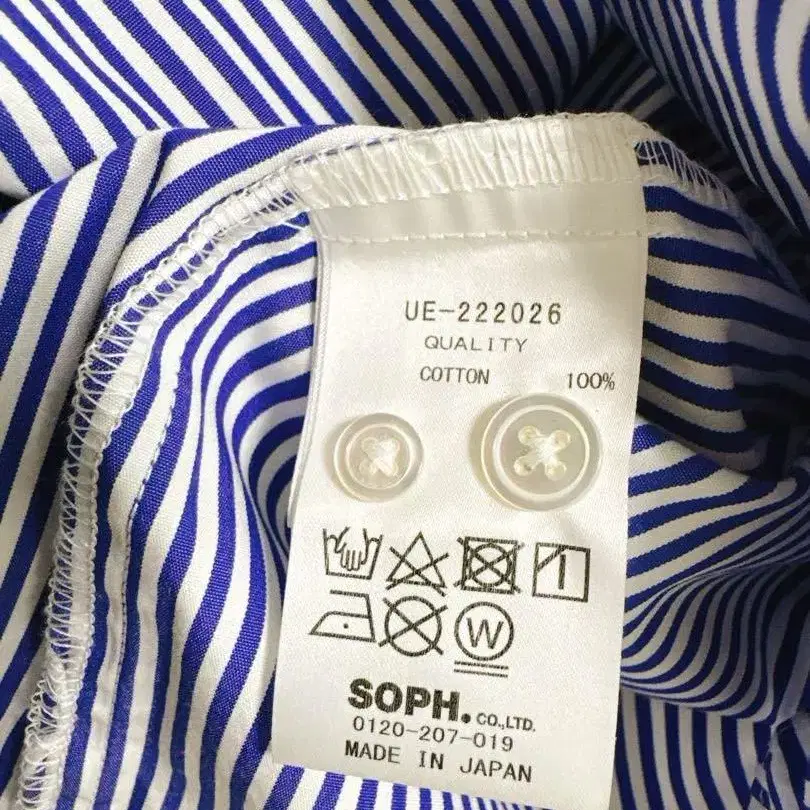 UE-222026
QUALITY
COTTON 100%
W
SOPH. CO.,LTD.
0120-207-019
MADE IN JAPAN